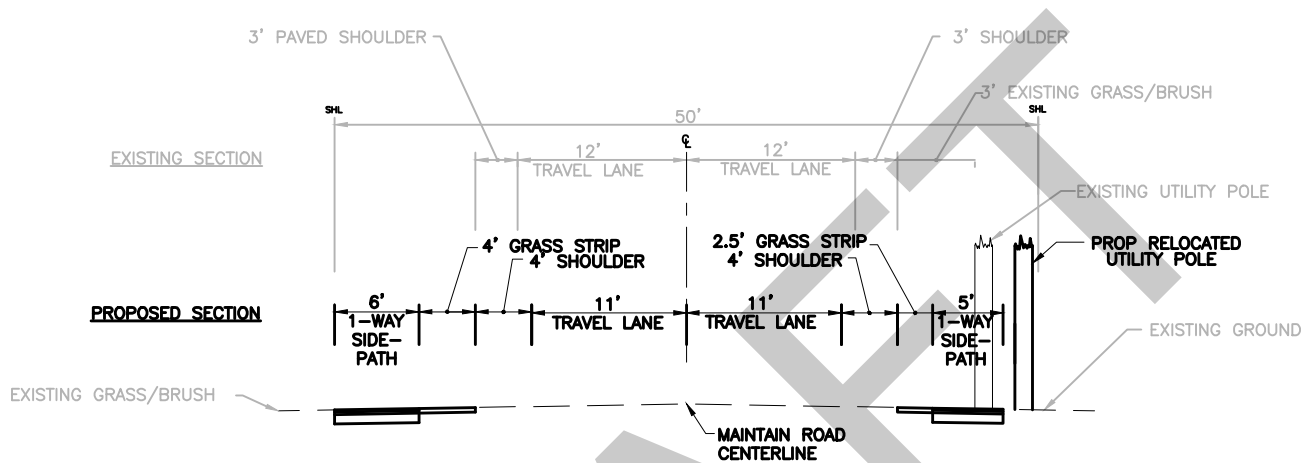 3' PAVED SHOULDER
3' SHOULDER
3' EXISTING GRASS/BRUSH
SHL
SHL
50'
℄
EXISTING SECTION
12'
TRAVEL LANE
12'
TRAVEL LANE
EXISTING UTILITY POLE
4' GRASS STRIP
4' SHOULDER
2.5' GRASS STRIP
4' SHOULDER
PROP RELOCATED
UTILITY POLE
PROPOSED SECTION
6'
1-WAY
SIDE-
PATH
11'
TRAVEL LANE
11'
TRAVEL LANE
5'
1-WAY
SIDE-
PATH
EXISTING GROUND
EXISTING GRASS/BRUSH
MAINTAIN ROAD
CENTERLINE